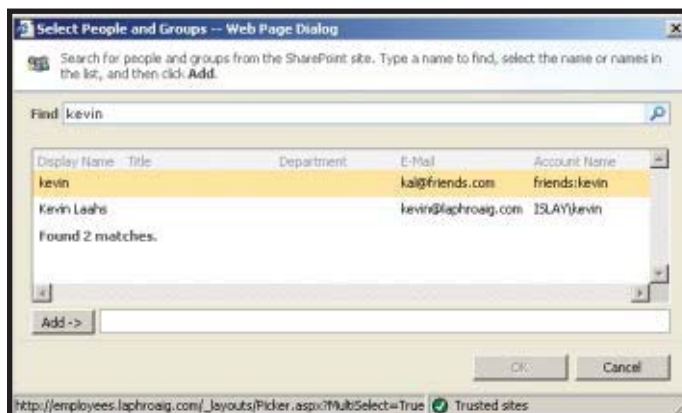 Select People and Groups -- Web Page Dialog
Search for people and groups from the SharePoint site. Type a name to find, select the name or names in
the list, and then click Add.
Find kevin
Display Name Title Department E-Mail Account Name
kevin kai@friends.com friends:kevin
Kevin Laahs kevin@laphroaig.com ISLAY\kevin
Found 2 matches.
Add ->
OK Cancel
http://employees.laphroaig.com/_layouts/Picker.aspx?MultiSelect=True Trusted sites